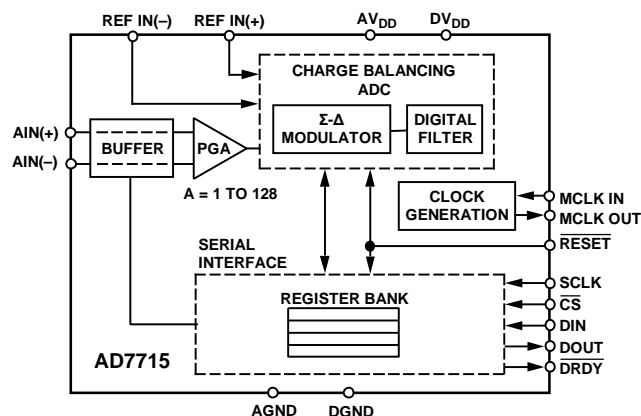 REF IN(–) REF IN(+) AVDD DVDD
CHARGE BALANCING
ADC
Σ-Δ
MODULATOR
DIGITAL
FILTER
AIN(+)
AIN(–)
BUFFER
PGA
A = 1 TO 128
CLOCK
GENERATION
MCLK IN
MCLK OUT
RESET
SERIAL
INTERFACE
REGISTER BANK
SCLK
CS
DIN
DOUT
DRDY
AD7715
AGND DGND